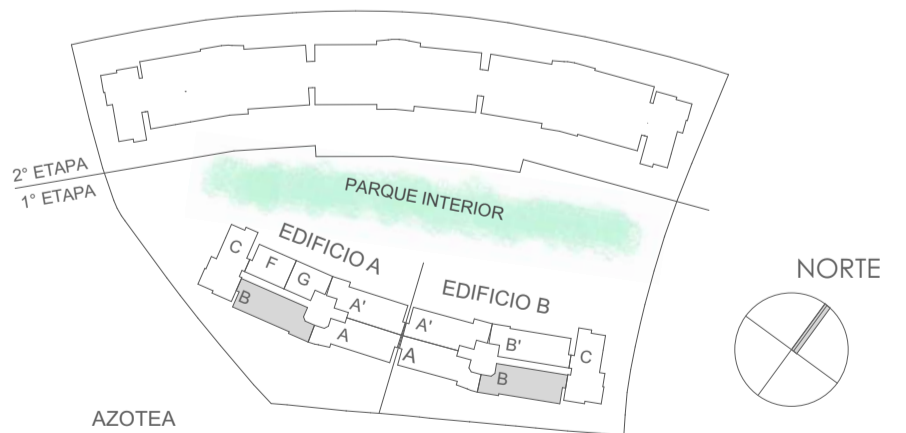 2° ETAPA
1° ETAPA
PARQUE INTERIOR
EDIFICIO A
EDIFICIO B
NORTE
C
F
G
A'
B
A
A'
B'
C
A
B
AZOTEA